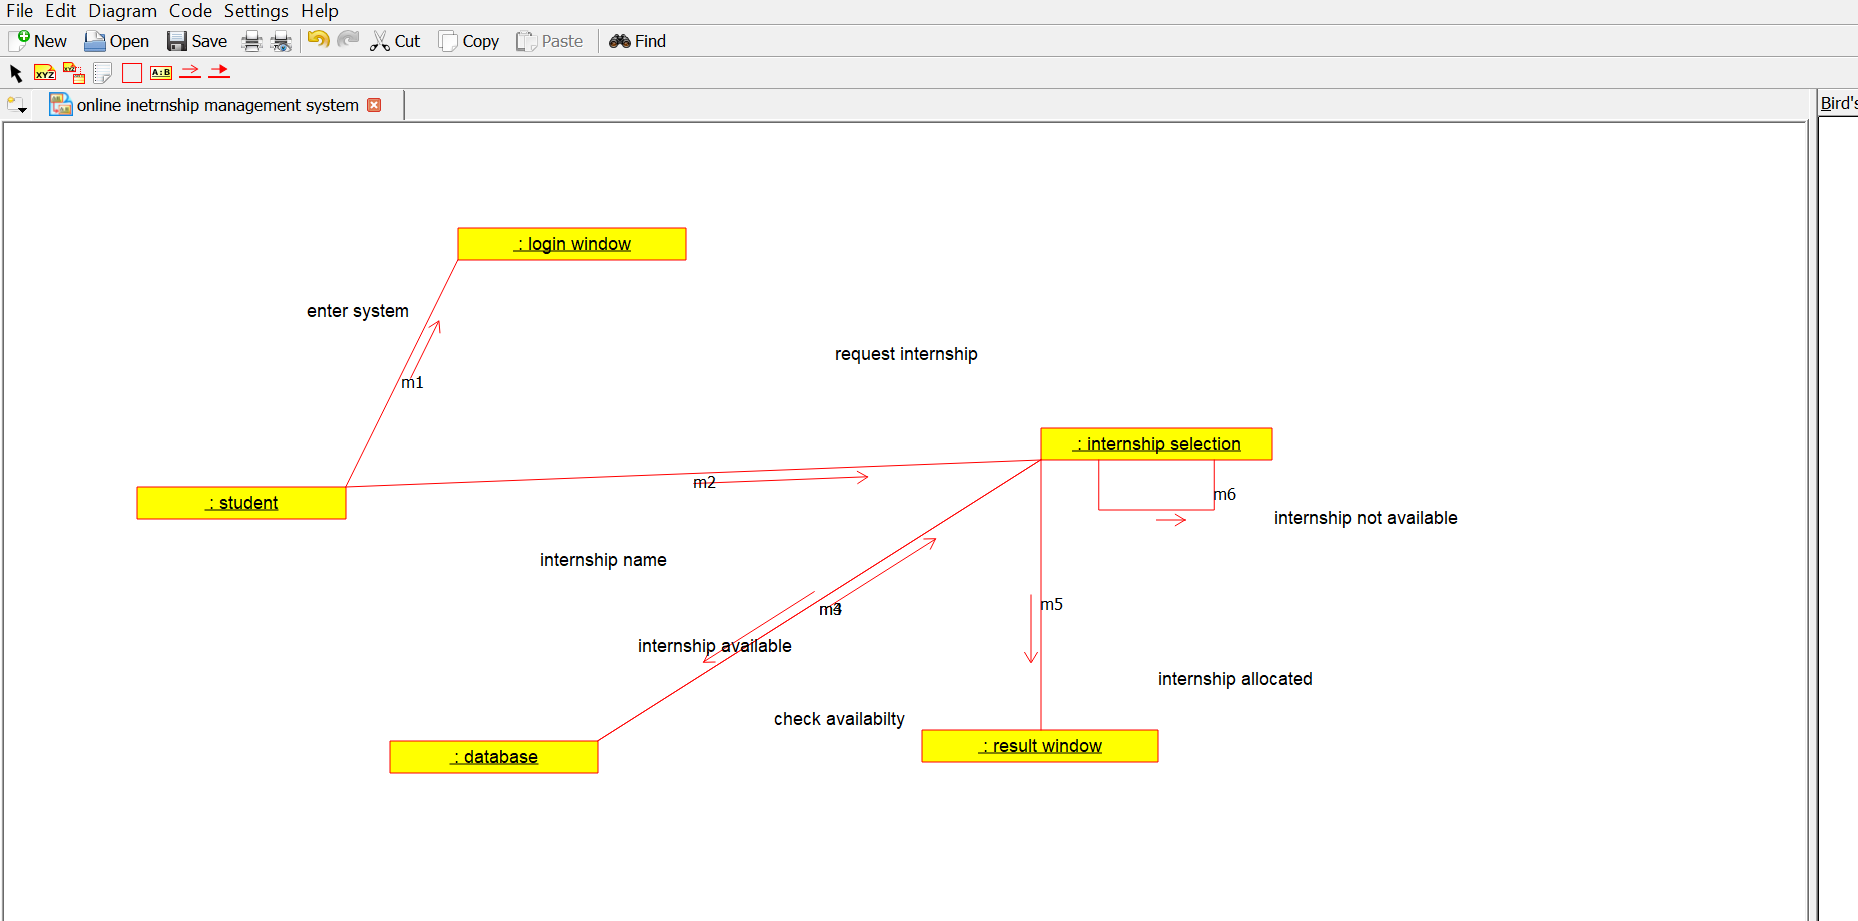 File Edit Diagram Code Settings Help
New Open Save Cut Copy Paste Find
XYZ XYZ A:B
online inetrnship management system
Bird's
: login window
enter system
request internship
m1
: internship selection
m2
m6
: student
internship not available
internship name
m5
internship available
internship allocated
check availabilty
: result window
: database